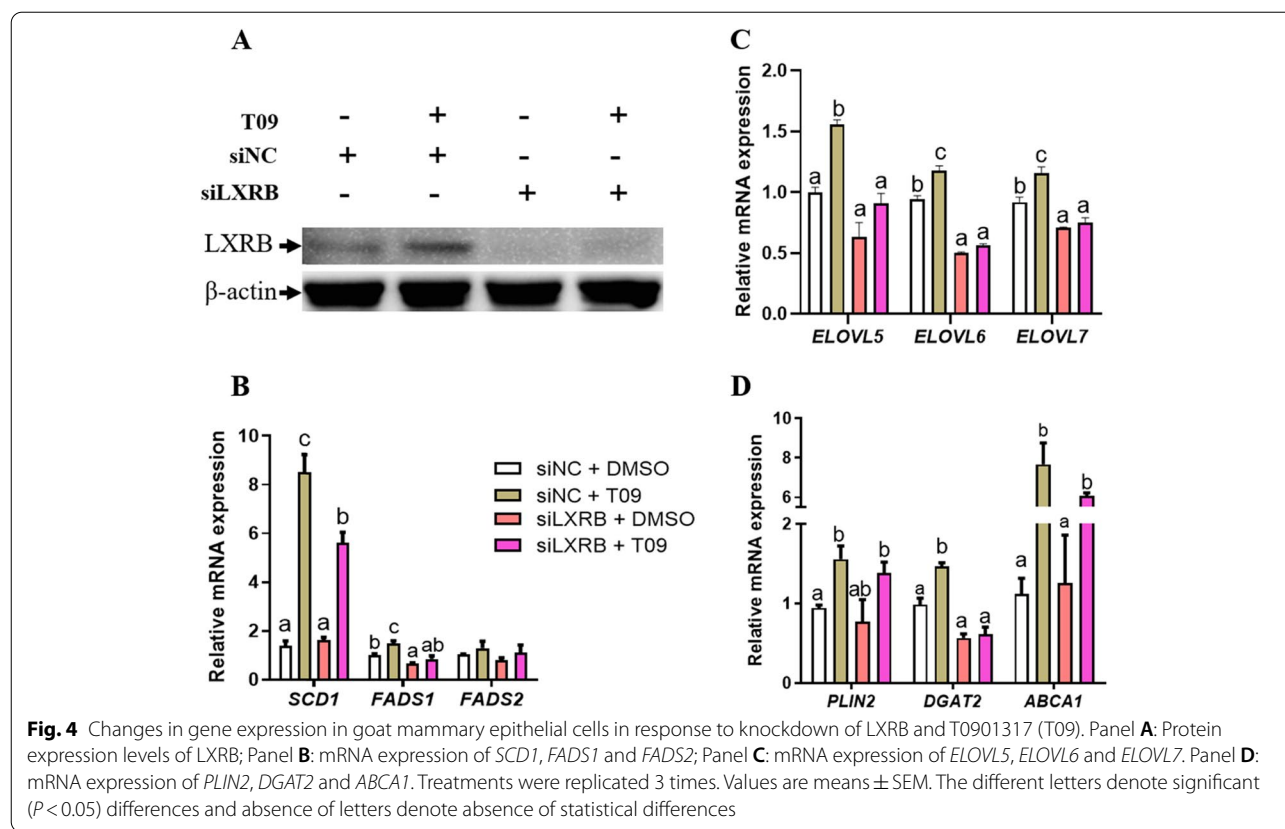 A
T09 - + - +
siNC + + - -
siLXRB - - + +
LXRB
β-actin
C
Relative mRNA expression
2.0
1.5
1.0
0.5
0.0
a b a a
b c a a
b c a a
ELOVL5 ELOVL6 ELOVL7
B
Relative mRNA expression
10
8
6
4
2
0
a c a b
b c a ab
SCD1 FADS1 FADS2
siNC + DMSO
siNC + T09
siLXRB + DMSO
siLXRB + T09
D
Relative mRNA expression
10
8
6
2
1
0
a b ab b
a b a a
a b a b
PLIN2 DGAT2 ABCA1
Fig. 4 Changes in gene expression in goat mammary epithelial cells in response to knockdown of LXRB and T0901317 (T09). Panel A: Protein
expression levels of LXRB; Panel B: mRNA expression of SCD1, FADS1 and FADS2; Panel C: mRNA expression of ELOVL5, ELOVL6 and ELOVL7. Panel D:
mRNA expression of PLIN2, DGAT2 and ABCA1. Treatments were replicated 3 times. Values are means ± SEM. The different letters denote significant
(P < 0.05) differences and absence of letters denote absence of statistical differences